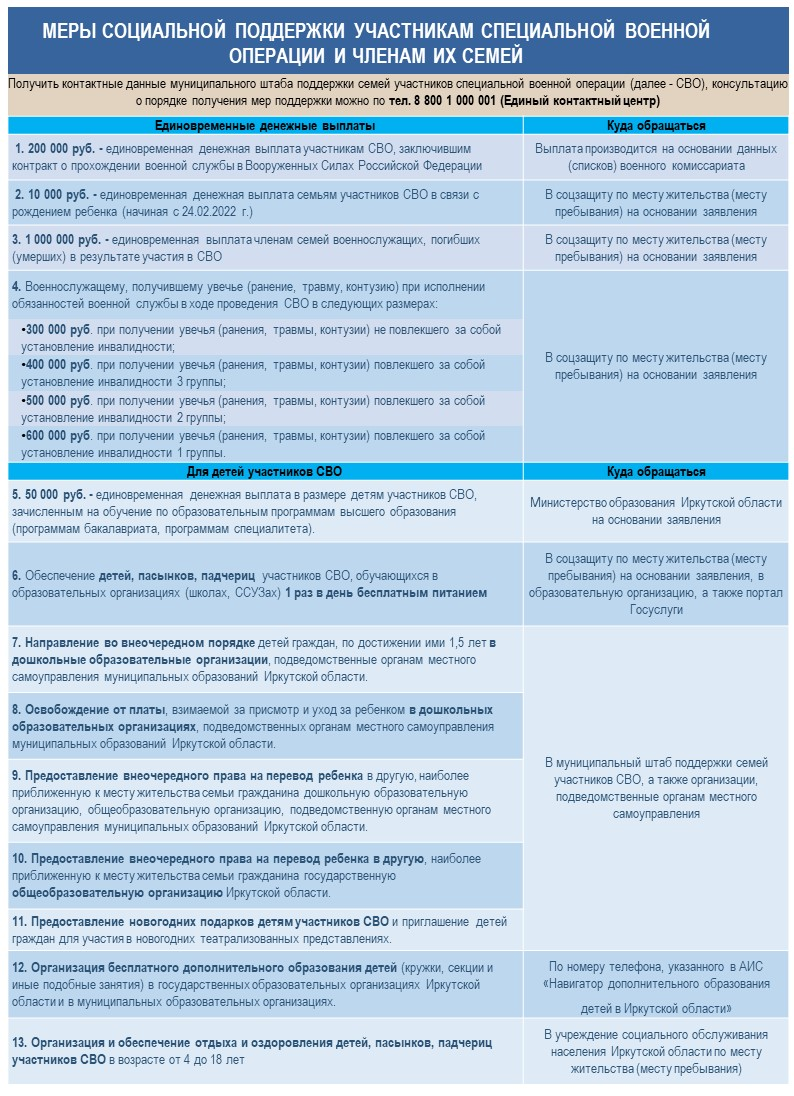 МЕРЫ СОЦИАЛЬНОЙ ПОДДЕРЖКИ УЧАСТНИКАМ СПЕЦИАЛЬНОЙ ВОЕННОЙ
ОПЕРАЦИИ И ЧЛЕНАМ ИХ СЕМЕЙ
Получить контактные данные муниципального штаба поддержки семей участников специальной военной операции (далее - СВО), консультацию
о порядке получения мер поддержки можно по тел. 8 800 1 000 001 (Единый контактный центр)
Единовременные денежные выплаты
Куда обращаться
1. 200 000 руб. - единовременная денежная выплата участникам СВО, заключившим
контракт о прохождении военной службы в Вооруженных Силах Российской Федерации
Выплата производится на основании данных
(списков) военного комиссариата
2. 10 000 руб. - единовременная денежная выплата семьям участников СВО в связи с
рождением ребенка (начиная с 24.02.2022 г.)
В соцзащиту по месту жительства (месту
пребывания) на основании заявления
3. 1 000 000 руб. - единовременная выплата членам семей военнослужащих, погибших
(умерших) в результате участия в СВО
В соцзащиту по месту жительства (месту
пребывания) на основании заявления
4. Военнослужащему, получившему увечье (ранение, травму, контузию) при исполнении
обязанностей военной службы в ходе проведения СВО в следующих размерах:
•300 000 руб. при получении увечья (ранения, травмы, контузии) не повлекшего за собой
установление инвалидности;
•400 000 руб. при получении увечья (ранения, травмы, контузии) повлекшего за собой
установление инвалидности 3 группы;
•500 000 руб. при получении увечья (ранения, травмы, контузии) повлекшего за собой
установление инвалидности 2 группы;
•600 000 руб. при получении увечья (ранения, травмы, контузии) повлекшего за собой
установление инвалидности 1 группы.
В соцзащиту по месту жительства (месту
пребывания) на основании заявления
Для детей участников СВО
Куда обращаться
5. 50 000 руб. - единовременная денежная выплата в размере детям участников СВО,
зачисленным на обучение по образовательным программам высшего образования
(программам бакалавриата, программам специалитета).
Министерство образования Иркутской области
на основании заявления
6. Обеспечение детей, пасынков, падчериц участников СВО, обучающихся в
образовательных организациях (школах, ССУЗах) 1 раз в день бесплатным питанием
В соцзащиту по месту жительства (месту
пребывания) на основании заявления, в
образовательную организацию, а также портал
Госуслуги
7. Направление во внеочередном порядке детей граждан, по достижении ими 1,5 лет в
дошкольные образовательные организации, подведомственные органам местного
самоуправления муниципальных образований Иркутской области.
8. Освобождение от платы, взимаемой за присмотр и уход за ребенком в дошкольных
образовательных организациях, подведомственных органам местного самоуправления
муниципальных образований Иркутской области.
9. Предоставление внеочередного права на перевод ребенка в другую, наиболее
приближенную к месту жительства семьи гражданина дошкольную образовательную
организацию, общеобразовательную организацию, подведомственную органам местного
самоуправления муниципальных образований Иркутской области.
10. Предоставление внеочередного права на перевод ребенка в другую, наиболее
приближенную к месту жительства семьи гражданина государственную
общеобразовательную организацию Иркутской области.
11. Предоставление новогодних подарков детям участников СВО и приглашение детей
граждан для участия в новогодних театрализованных представлениях.
В муниципальный штаб поддержки семей
участников СВО, а также организации,
подведомственные органам местного
самоуправления
12. Организация бесплатного дополнительного образования детей (кружки, секции и
иные подобные занятия) в государственных образовательных организациях Иркутской
области и в муниципальных образовательных организациях.
По номеру телефона, указанного в АИС
«Навигатор дополнительного образования
детей в Иркутской области»
13. Организация и обеспечение отдыха и оздоровления детей, пасынков, падчериц
участников СВО в возрасте от 4 до 18 лет
В учреждение социального обслуживания
населения Иркутской области по месту
жительства (месту пребывания)